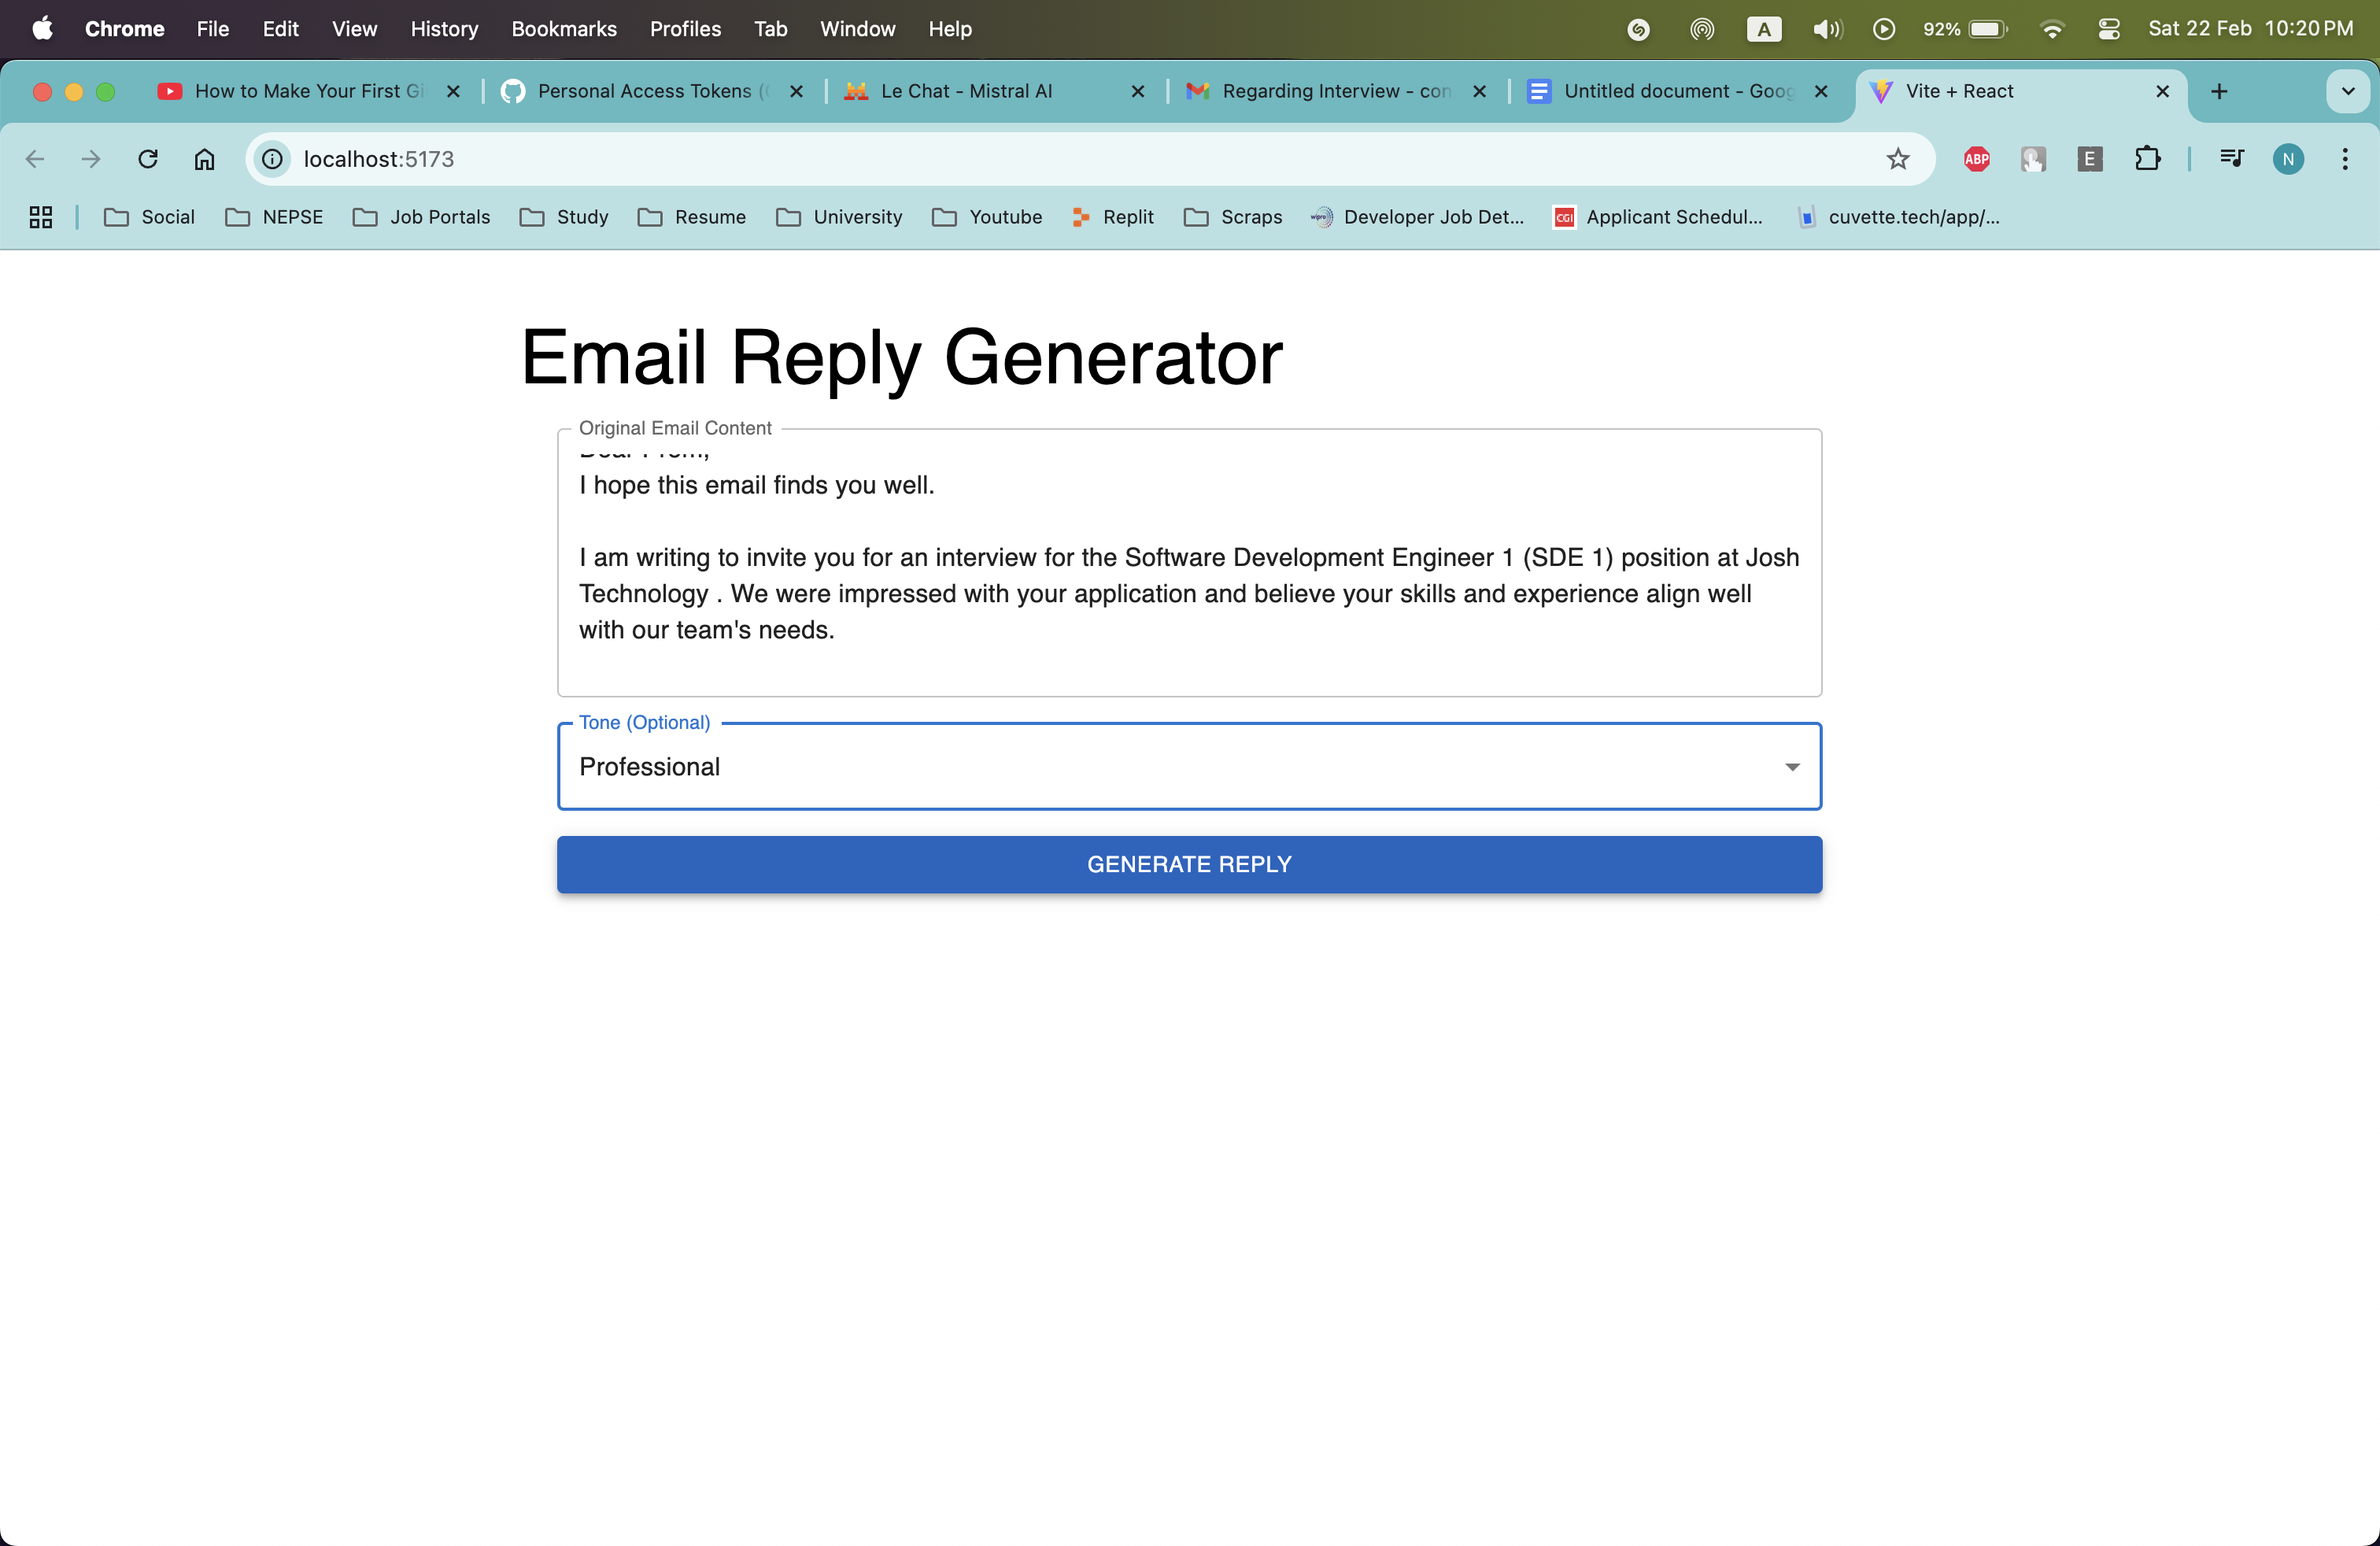 Chrome File Edit View History Bookmarks Profiles Tab Window Help A 92% Sat 22 Feb 10:20 PM
How to Make Your First Gi Personal Access Tokens ( Le Chat - Mistral AI Regarding Interview - con Untitled document - Goog Vite + React
localhost:5173 ABP E N
Social NEPSE Job Portals Study Resume University Youtube Replit Scraps wipro Developer Job Det... CGI Applicant Schedul... cuvette.tech/app/...
Email Reply Generator
Original Email Content
I hope this email finds you well.
I am writing to invite you for an interview for the Software Development Engineer 1 (SDE 1) position at Josh
Technology . We were impressed with your application and believe your skills and experience align well
with our team's needs.
Tone (Optional)
Professional
GENERATE REPLY